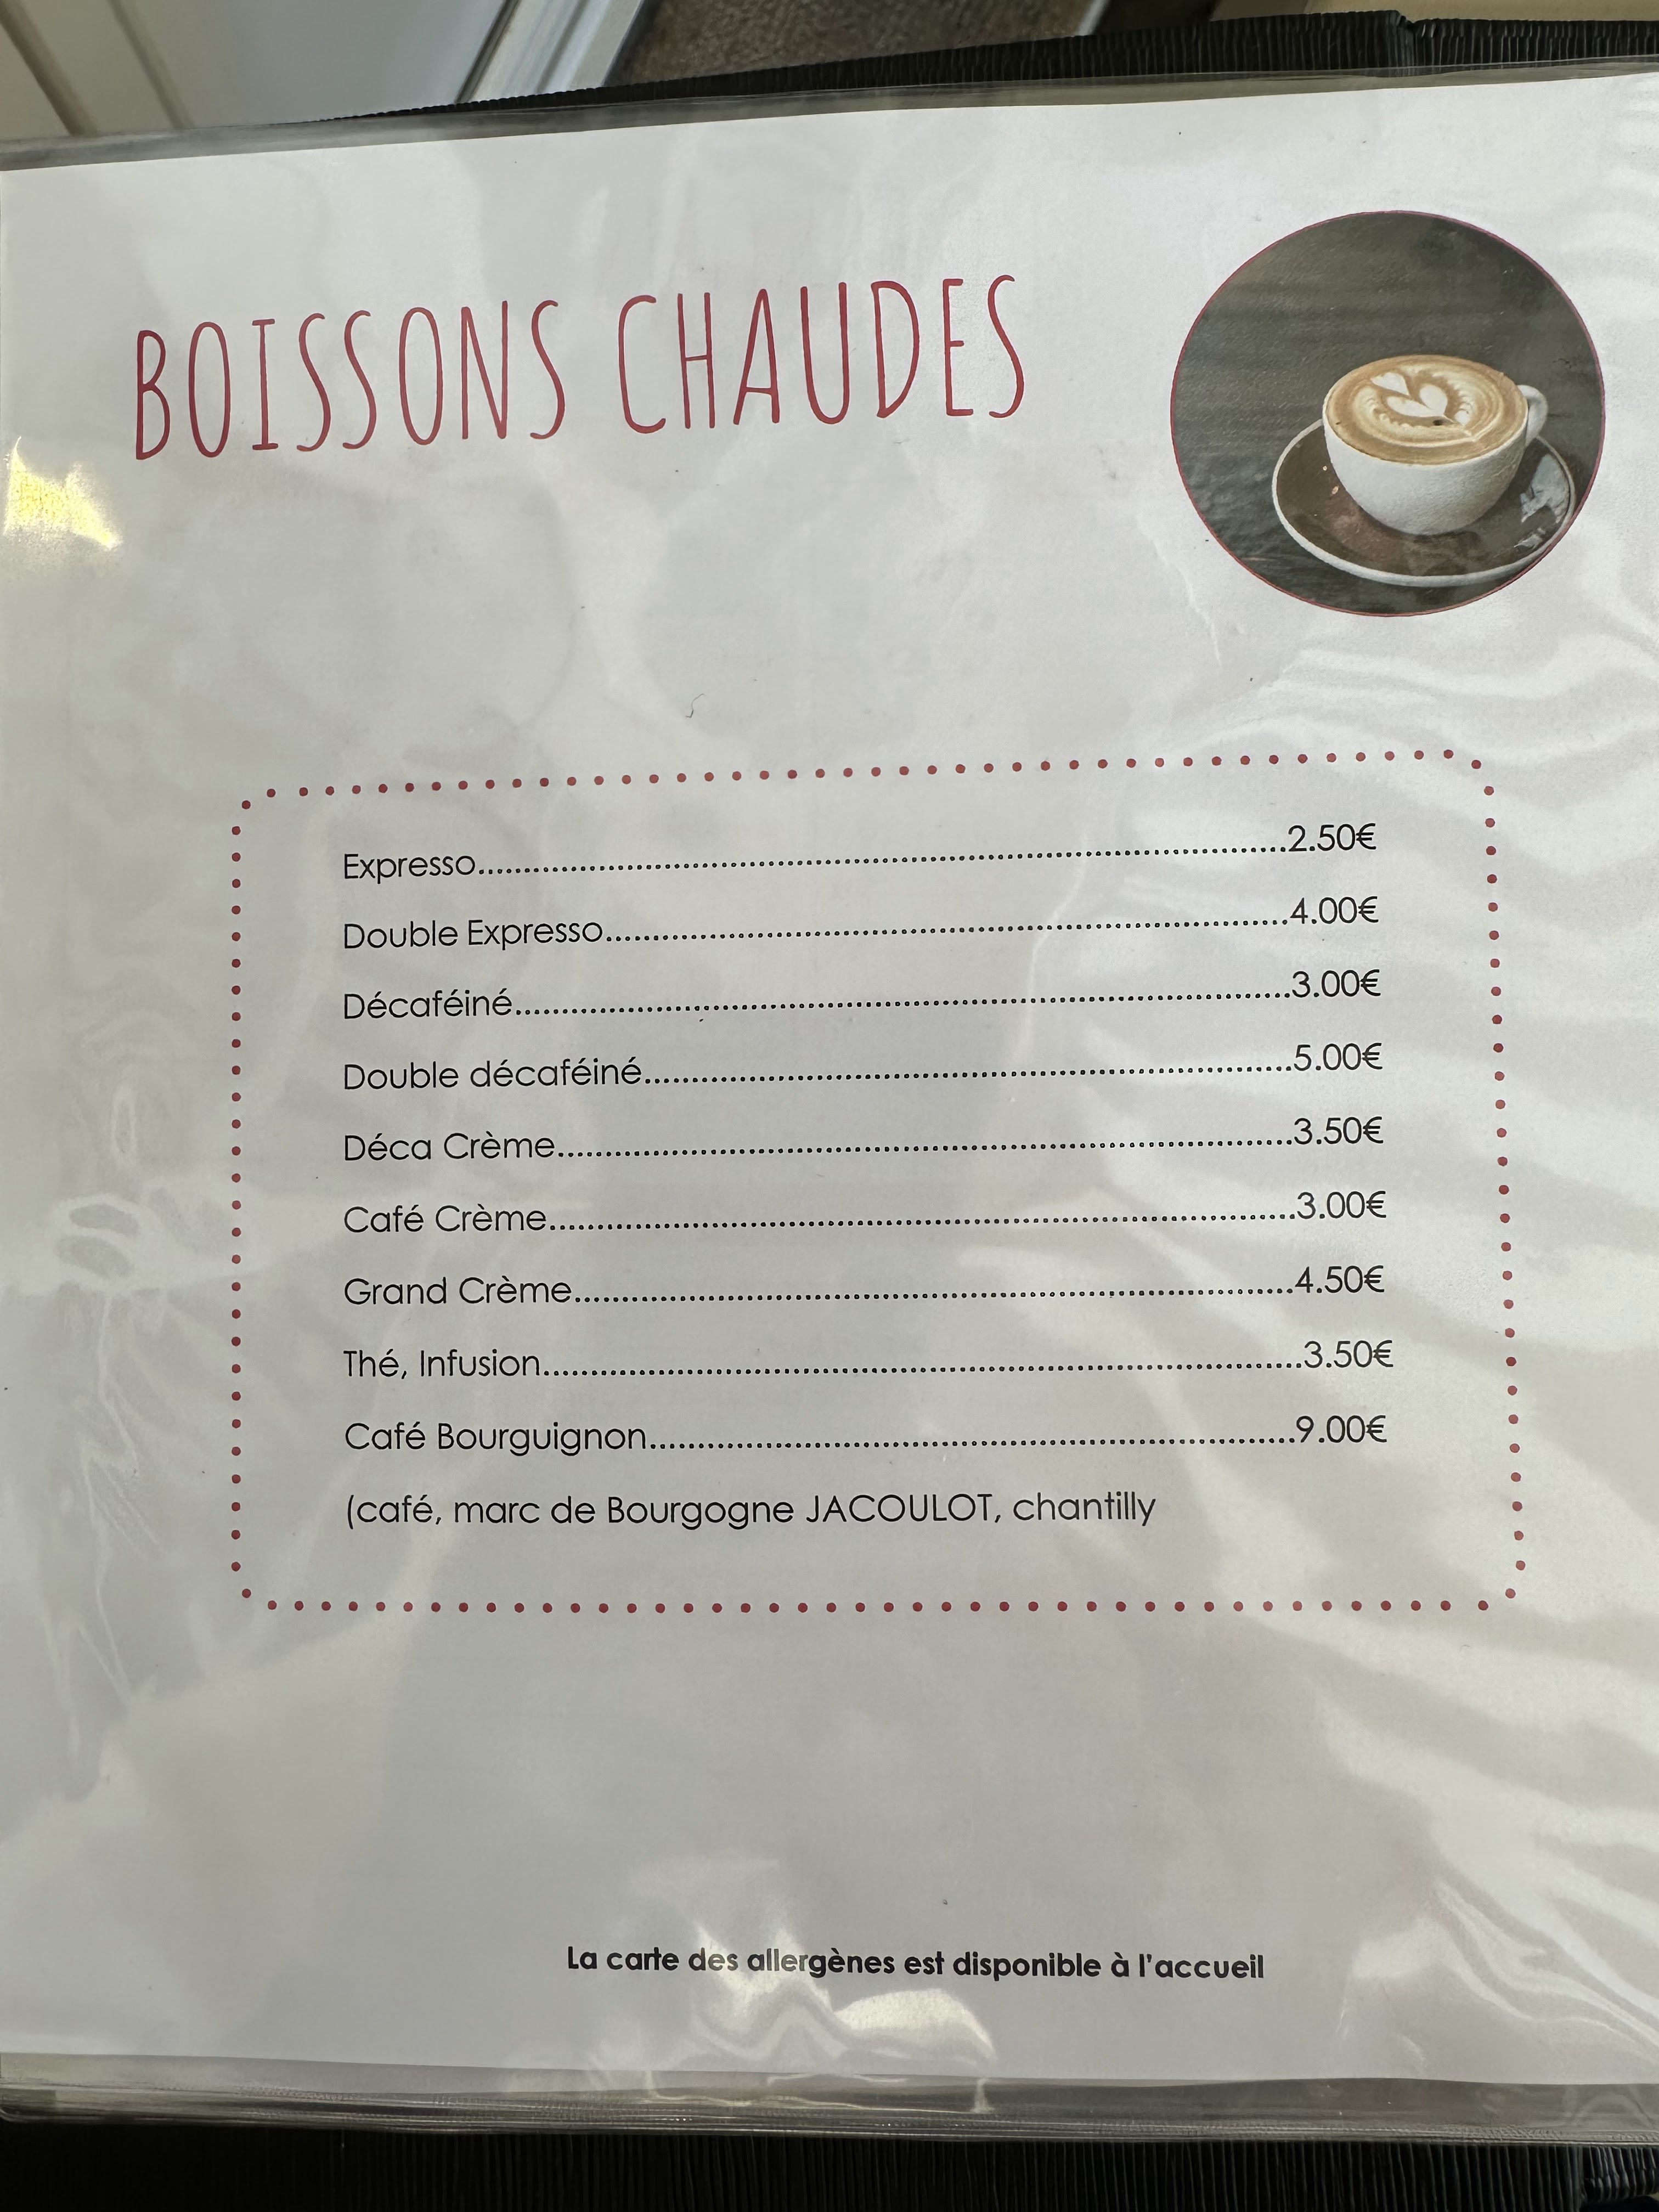 BOISSONS CHAUDES
Expresso..........................................................................................2.50€
Double Expresso..........................................................................4.00€
Décaféiné.....................................................................................3.00€
Double décaféiné......................................................................5.00€
Déca Crème................................................................................3.50€
Café Crème................................................................................3.00€
Grand Crème..............................................................................4.50€
Thé, Infusion.................................................................................3.50€
Café Bourguignon.....................................................................9.00€
(café, marc de Bourgogne JACOULOT, chantilly
La carte des allergènes est disponible à l'accueil